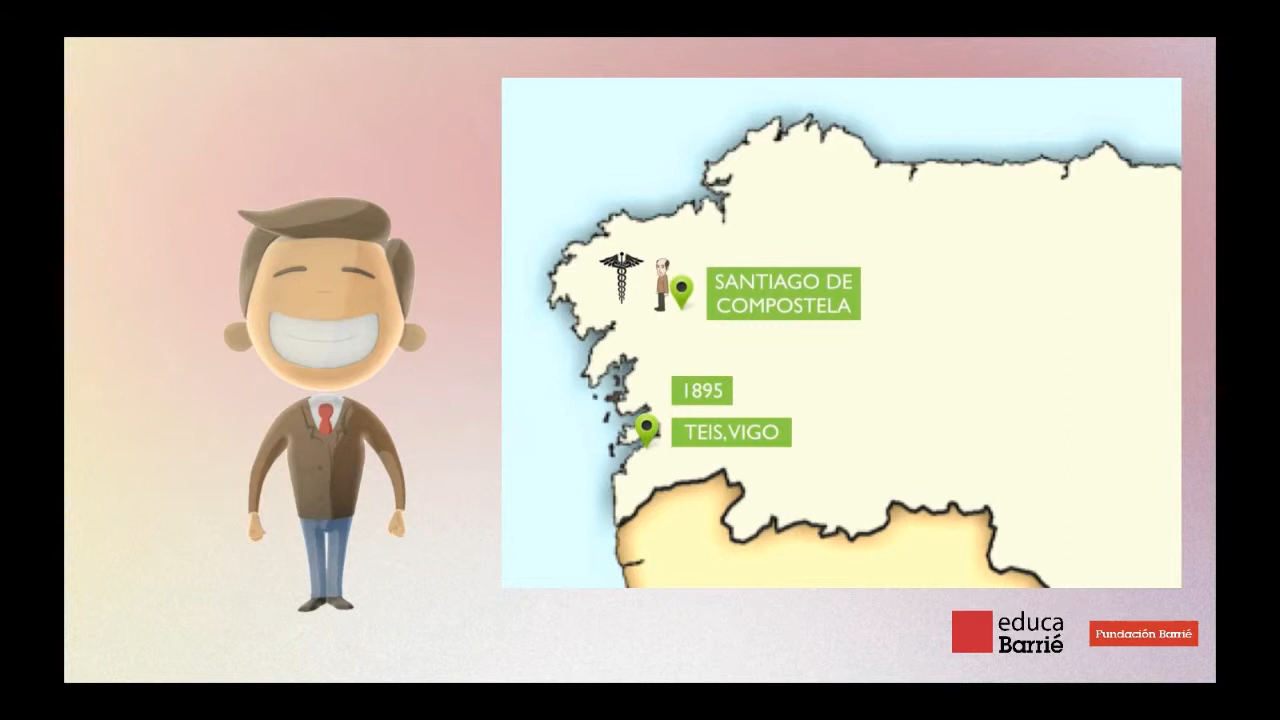 SANTIAGO DE
COMPOSTELA
1895
TEIS,VIGO
educa
Barrié
Fundación Barrié